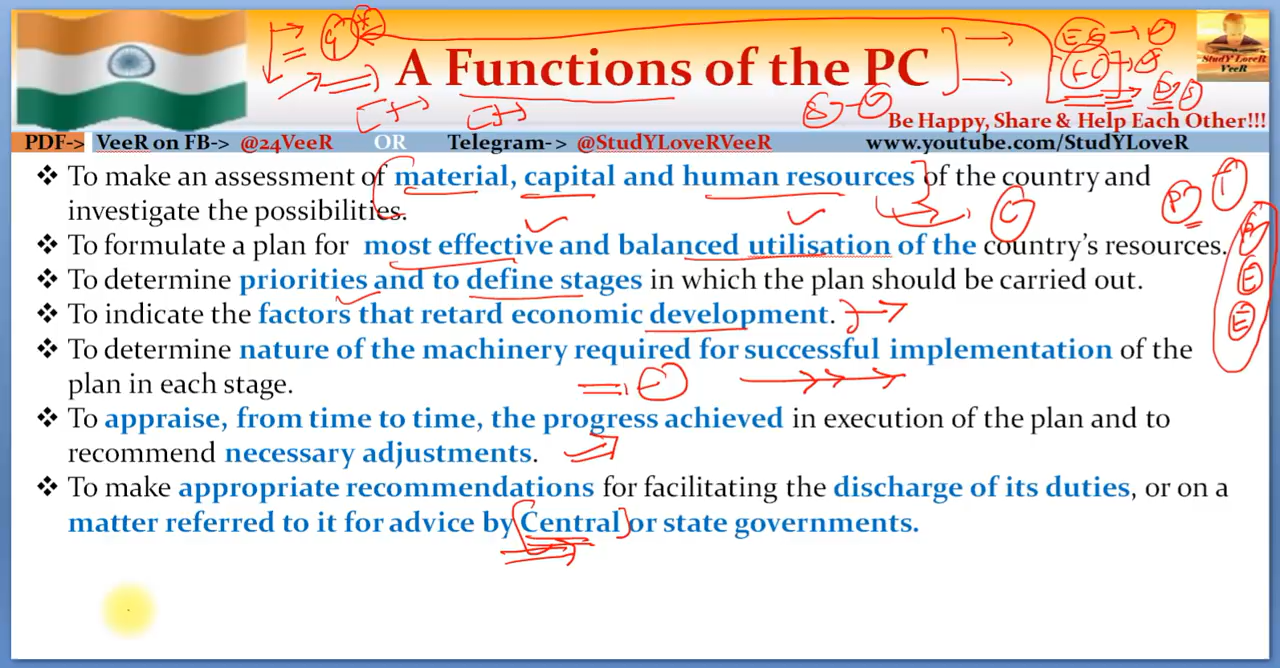 A Functions of the PC
StudY LoveR
VeeR
Be Happy, Share & Help Each Other!!!
PDF-> VeeR on FB-> @24VeeR OR Telegram-> @StudYLoveRVeeR www.youtube.com/StudYLoveR
❖ To make an assessment of material, capital and human resources of the country and
investigate the possibilities.
❖ To formulate a plan for most effective and balanced utilisation of the country's resources.
❖ To determine priorities and to define stages in which the plan should be carried out.
❖ To indicate the factors that retard economic development.
❖ To determine nature of the machinery required for successful implementation of the
plan in each stage.
❖ To appraise, from time to time, the progress achieved in execution of the plan and to
recommend necessary adjustments.
❖ To make appropriate recommendations for facilitating the discharge of its duties, or on a
matter referred to it for advice by Central or state governments.